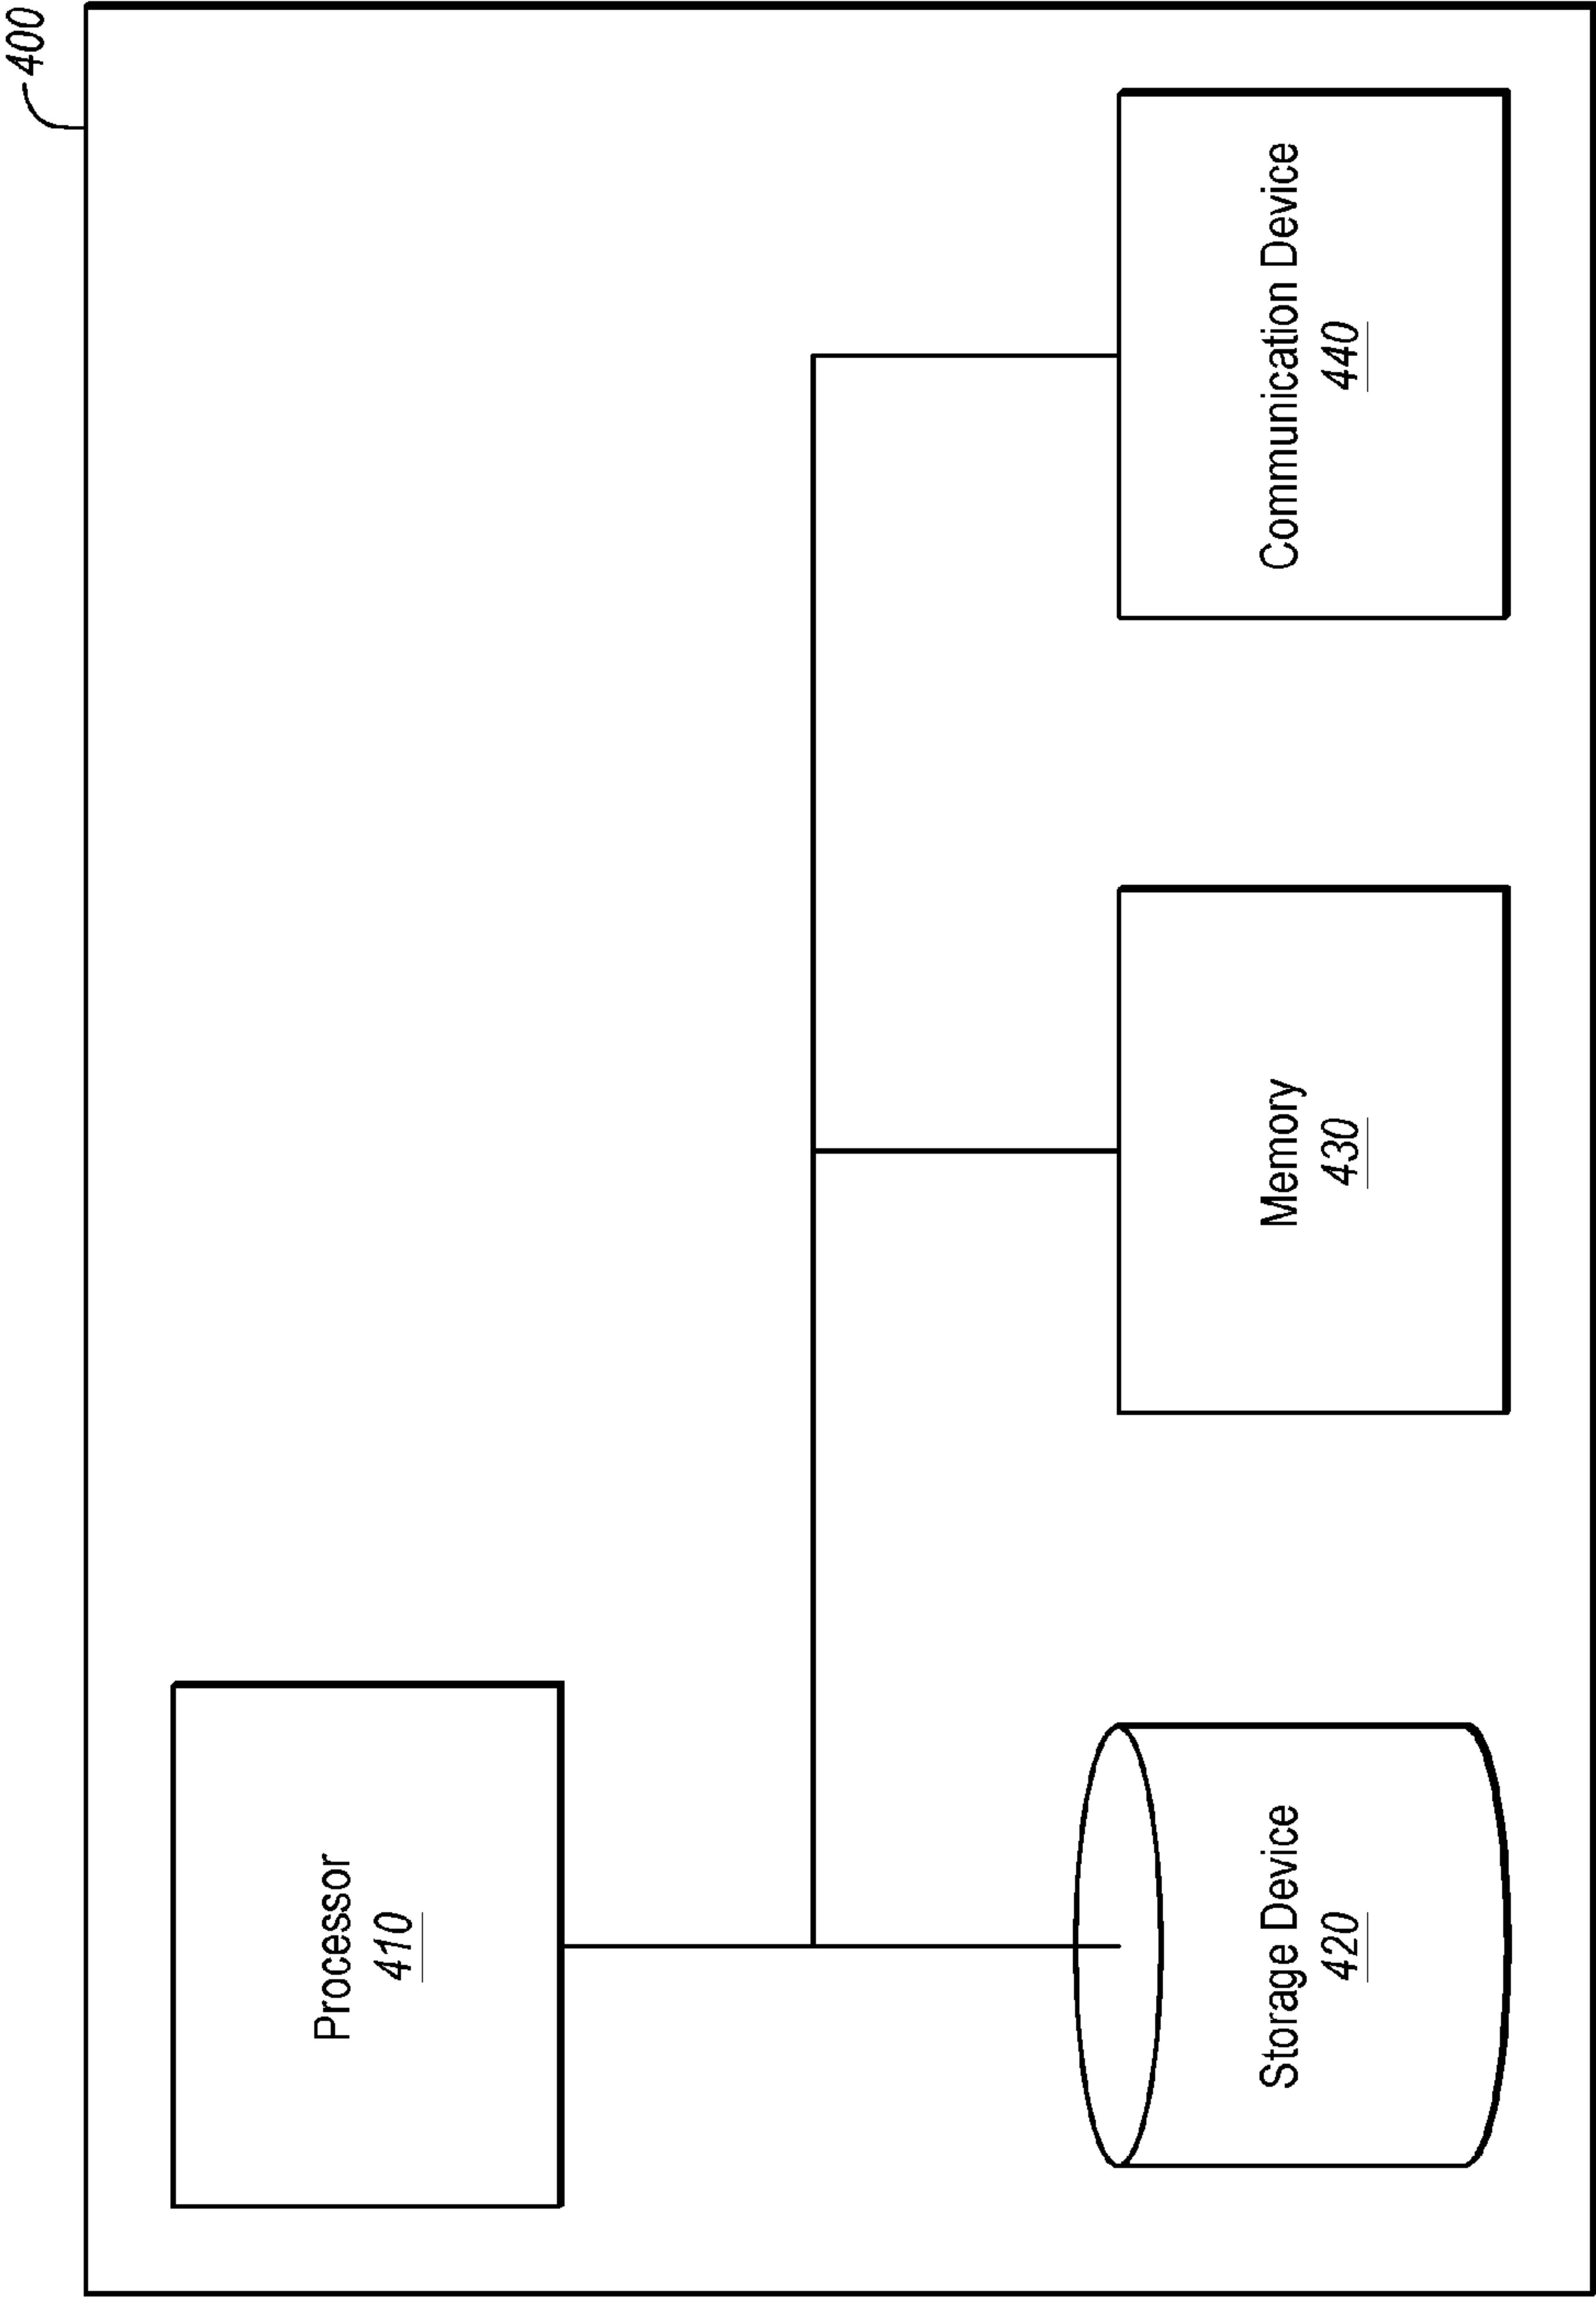 400
Processor
410
Storage Device
420
Memory
430
Communication Device
440